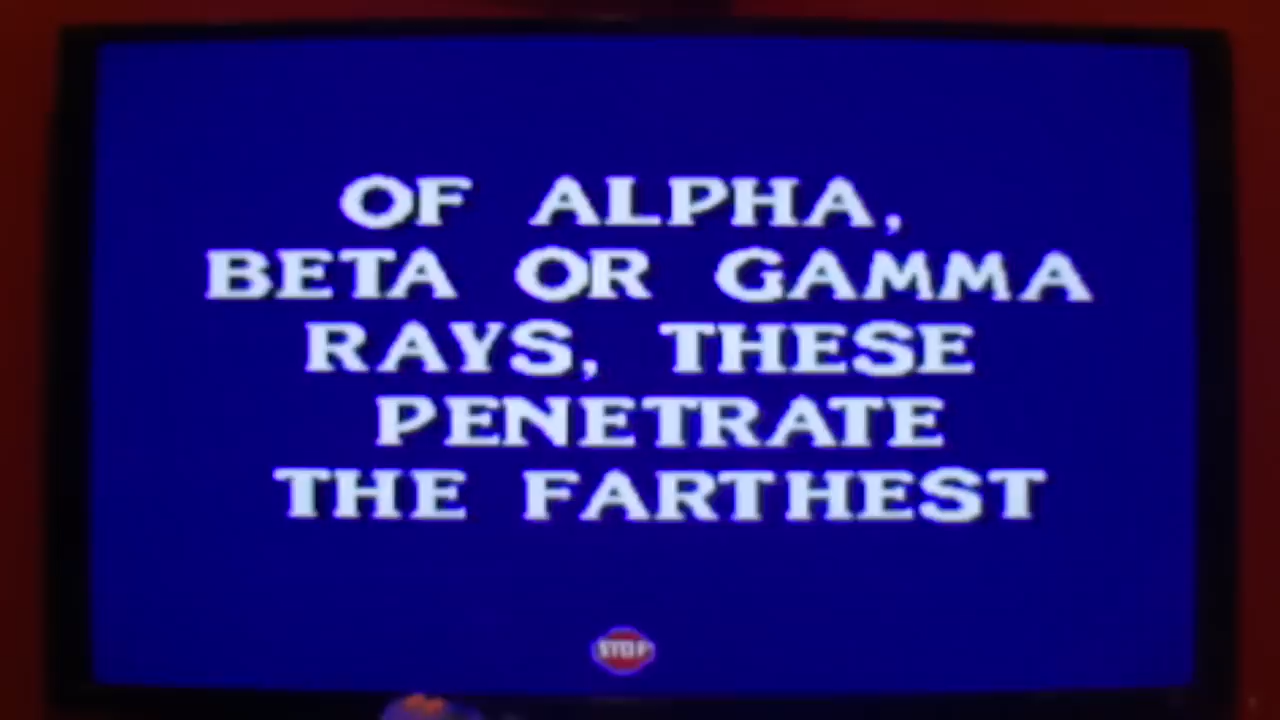 OF ALPHA,
BETA OR GAMMA
RAYS, THESE
PENETRATE
THE FARTHEST
STOP